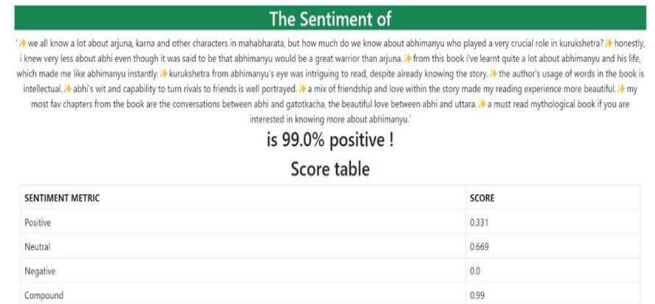 The Sentiment of
'✨ we all know a lot about arjuna, karna and other characters in mahabharata, but how much do we know about abhimanyu who played a very crucial role in kurukshetra?✨ honestly,
i knew very less about abhi even though it was said to be that abhimanyu would be a great warrior than arjuna.✨ from this book i've learnt quite a lot about abhimanyu and his life,
which made me like abhimanyu instantly.✨ kurukshetra from abhimanyu's eye was intriguing to read, despite already knowing the story.✨ the author's usage of words in the book is
intellectual.✨ abhi's wit and capability to turn rivals to friends is well portrayed.✨ a mix of friendship and love within the story made my reading experience more beautiful.✨ my
most fav chapters from the book are the conversations between abhi and gatotkacha, the beautiful love between abhi and uttara.✨ a must read mythological book if you are
interested in knowing more about abhimanyu.'
is 99.0% positive !
Score table
SENTIMENT METRIC SCORE
Positive 0.331
Neutral 0.669
Negative 0.0
Compound 0.99